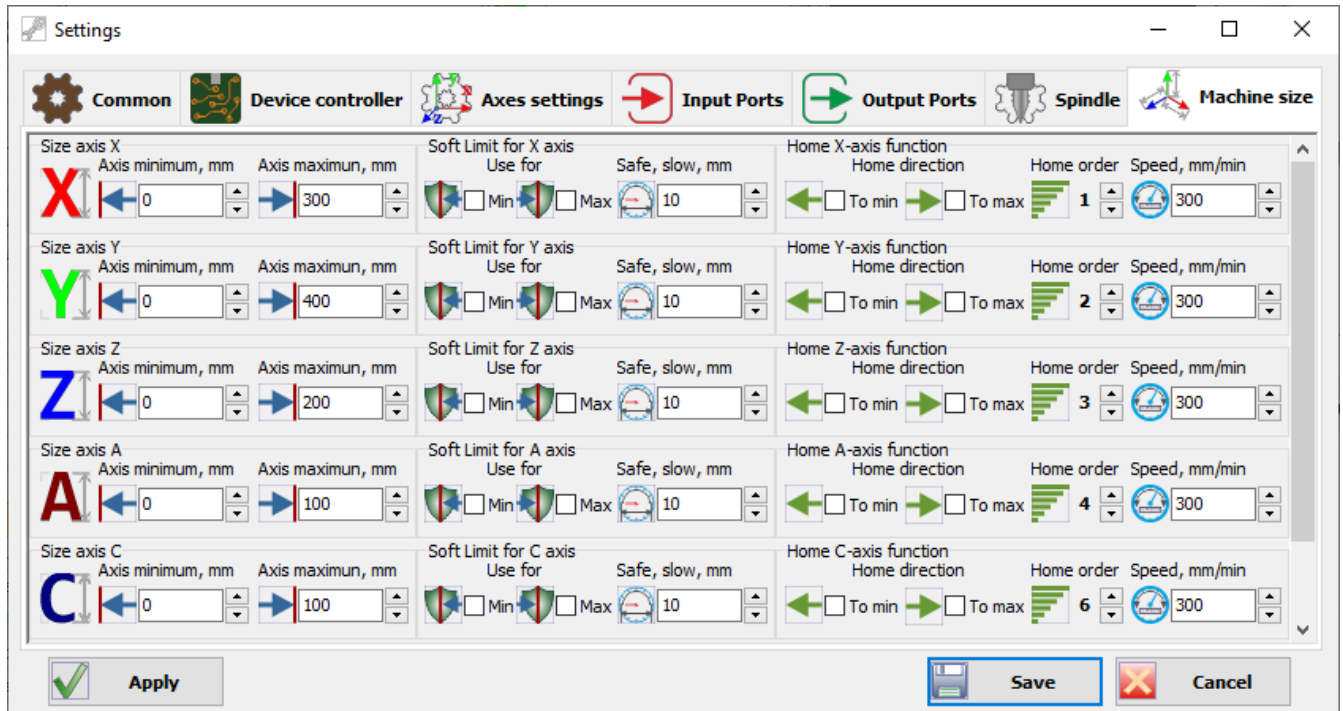 Settings
Common Device controller Axes settings Input Ports Output Ports Spindle Machine size
Size axis X Soft Limit for X axis Home X-axis function
Axis minimum, mm Axis maximun, mm Use for Safe, slow, mm Home direction Home order Speed, mm/min
X 0 300 Min Max 10 To min To max 1 300
Size axis Y Soft Limit for Y axis Home Y-axis function
Axis minimum, mm Axis maximun, mm Use for Safe, slow, mm Home direction Home order Speed, mm/min
Y 0 400 Min Max 10 To min To max 2 300
Size axis Z Soft Limit for Z axis Home Z-axis function
Axis minimum, mm Axis maximun, mm Use for Safe, slow, mm Home direction Home order Speed, mm/min
Z 0 200 Min Max 10 To min To max 3 300
Size axis A Soft Limit for A axis Home A-axis function
Axis minimum, mm Axis maximun, mm Use for Safe, slow, mm Home direction Home order Speed, mm/min
A 0 100 Min Max 10 To min To max 4 300
Size axis C Soft Limit for C axis Home C-axis function
Axis minimum, mm Axis maximun, mm Use for Safe, slow, mm Home direction Home order Speed, mm/min
C 0 100 Min Max 10 To min To max 6 300
Apply Save Cancel